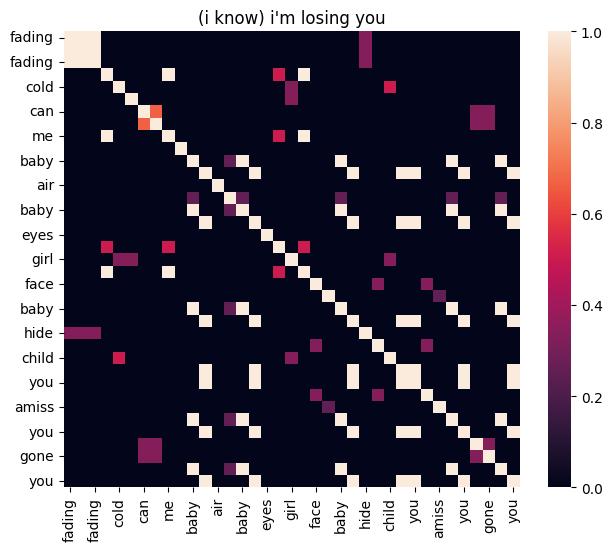 (i know) i'm losing you
fading
fading
cold
can
me
baby
air
baby
eyes
girl
face
baby
hide
child
you
amiss
you
gone
you
1.0
0.8
0.6
0.4
0.2
0.0
fading
fading
cold
can
me
baby
air
baby
eyes
girl
face
baby
hide
child
you
amiss
you
gone
you